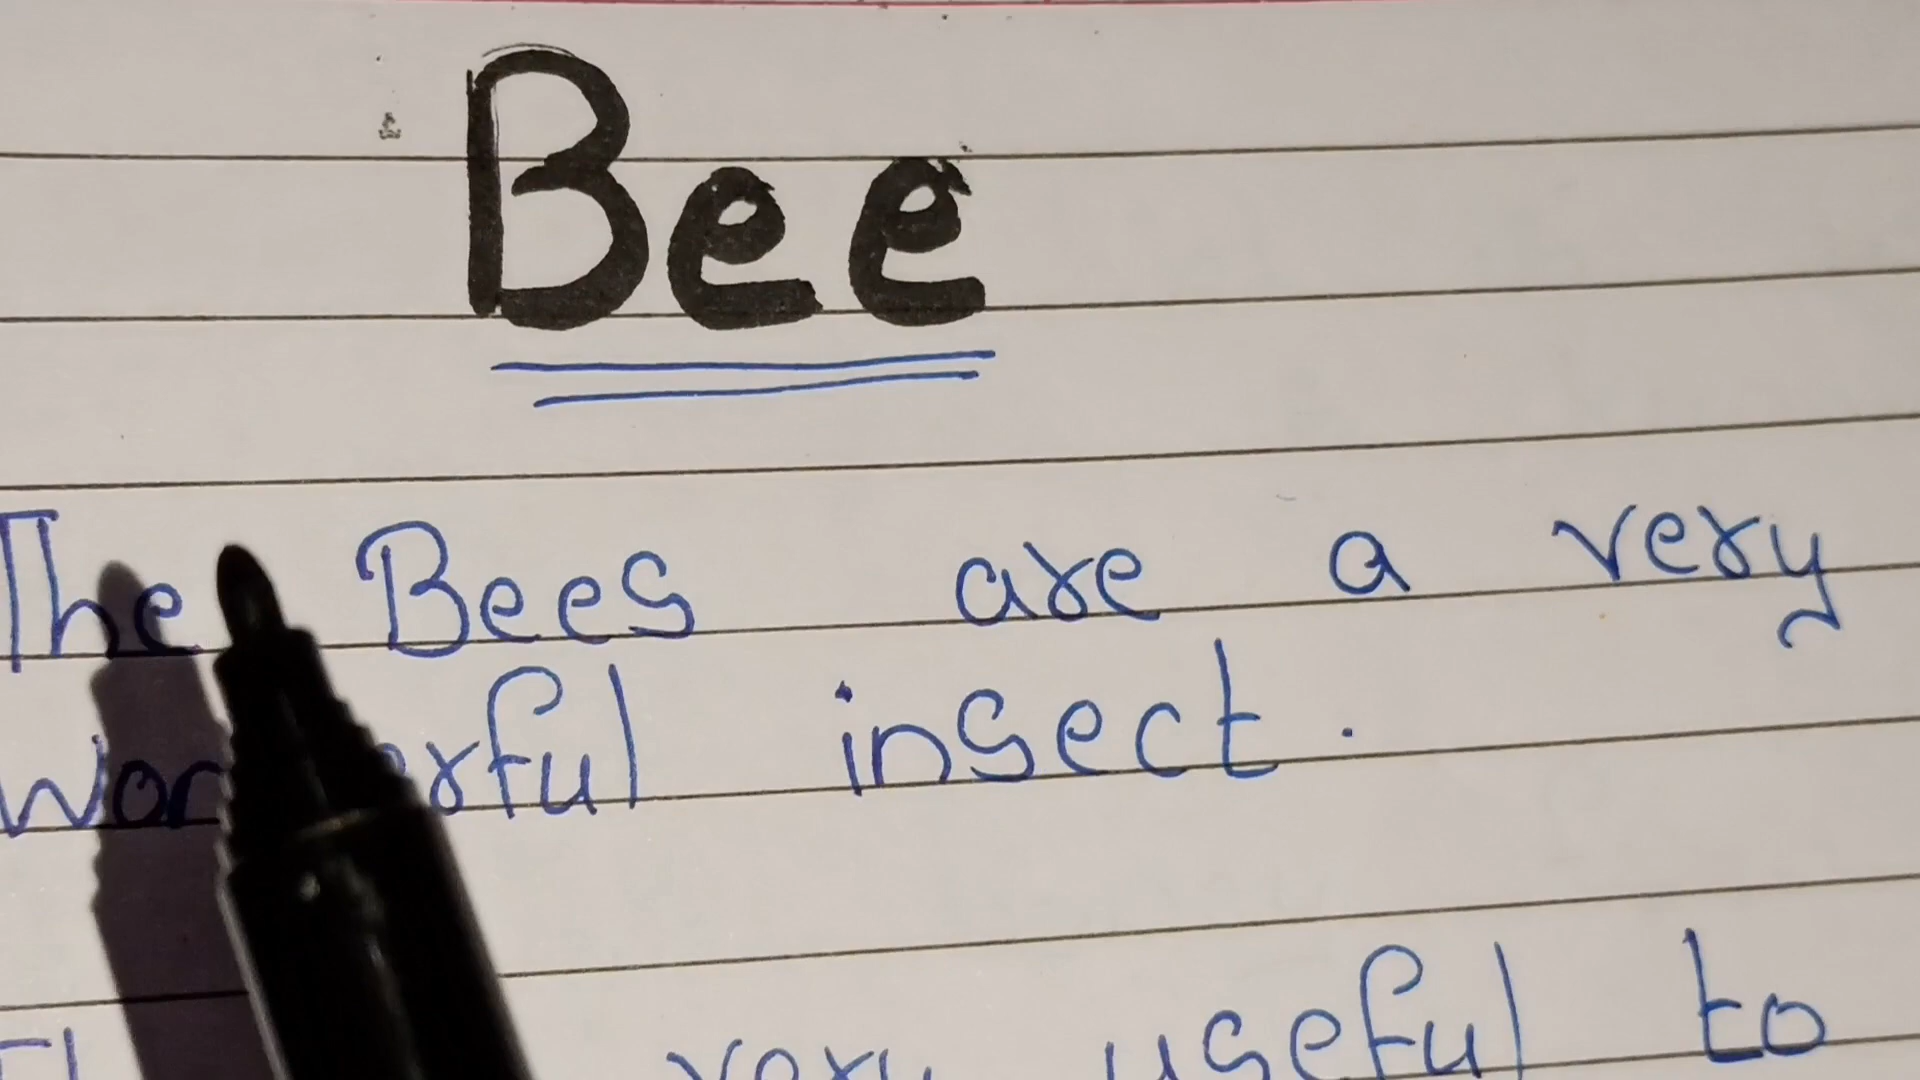 Bee
The Bees are a very
insect.
very useful to